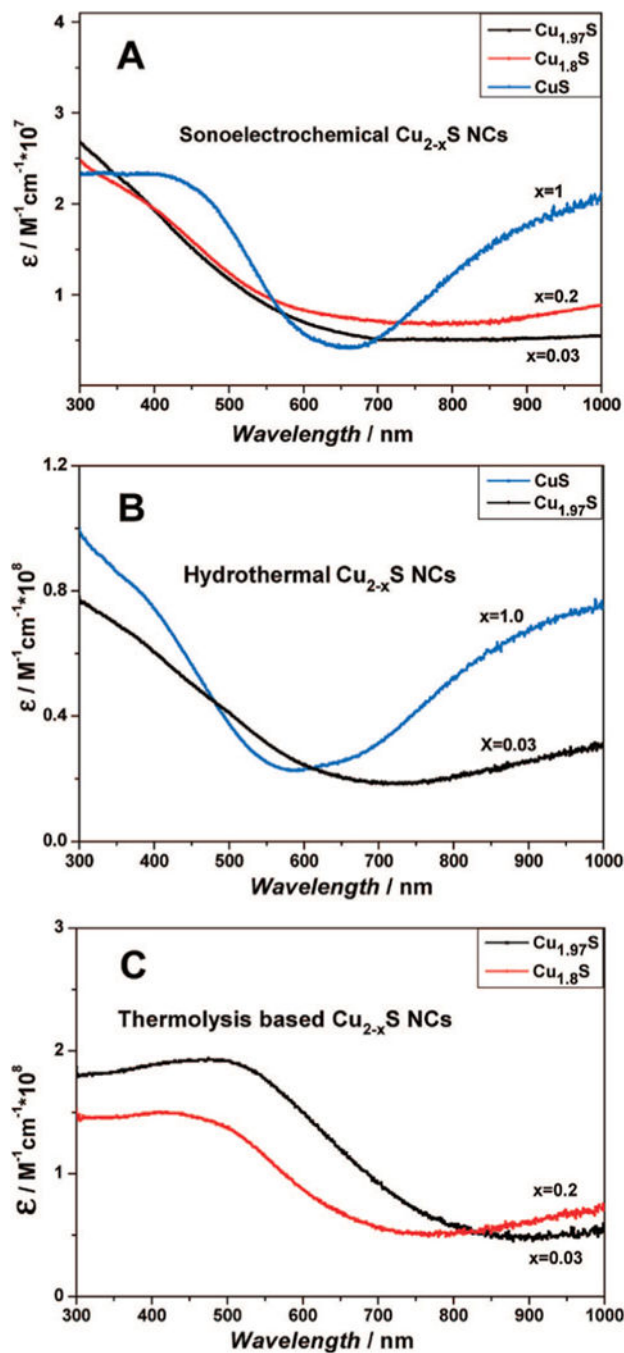 A
Cu1.97S
Cu1.8S
CuS
Sonoelectrochemical Cu2-xS NCs
x=1
x=0.2
x=0.03
ε / M-1cm-1*107
4
3
2
1
300 400 500 600 700 800 900 1000
Wavelength / nm
B
CuS
Cu1.97S
Hydrothermal Cu2-xS NCs
x=1.0
X=0.03
ε / M-1cm-1*108
1.2
0.8
0.4
0.0
300 400 500 600 700 800 900 1000
Wavelength / nm
C
Cu1.97S
Cu1.8S
Thermolysis based Cu2-xS NCs
x=0.2
x=0.03
ε / M-1cm-1*108
3
2
1
0
300 400 500 600 700 800 900 1000
Wavelength / nm